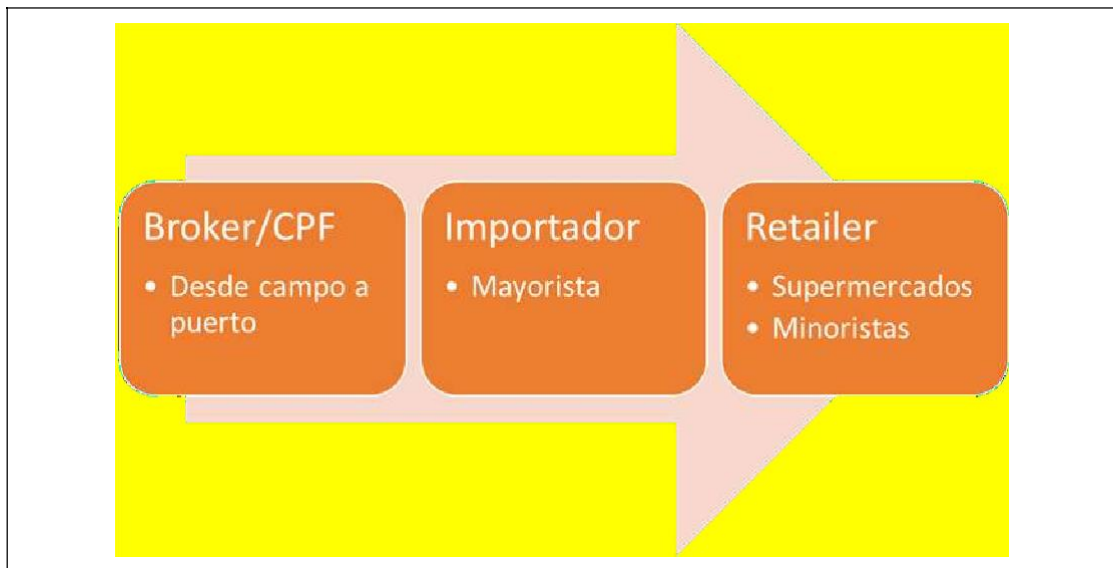 Broker/CPF
• Desde campo a
puerto
Importador
• Mayorista
Retailer
• Supermercados
• Minoristas